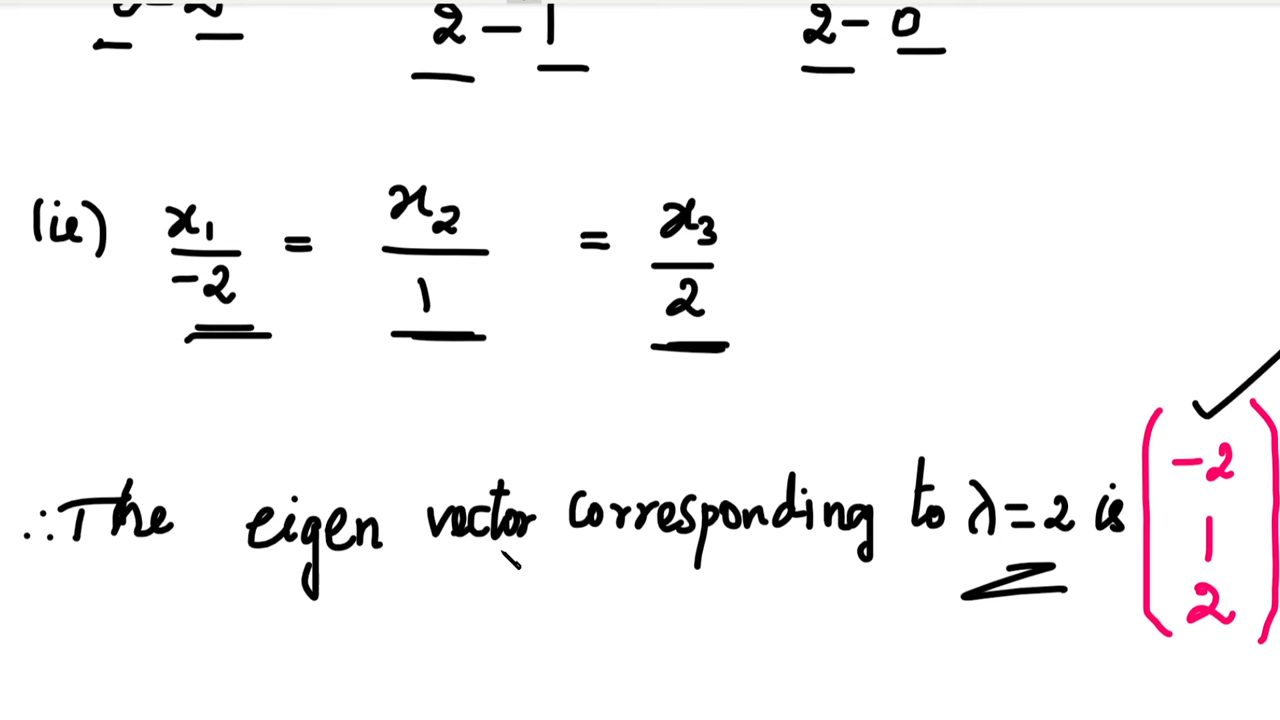 2 - 1 2 - 0
(ie) x₁/-2 = x₂/1 = x₃/2
∴ The eigen vector corresponding to λ = 2 is (-2 1 2)